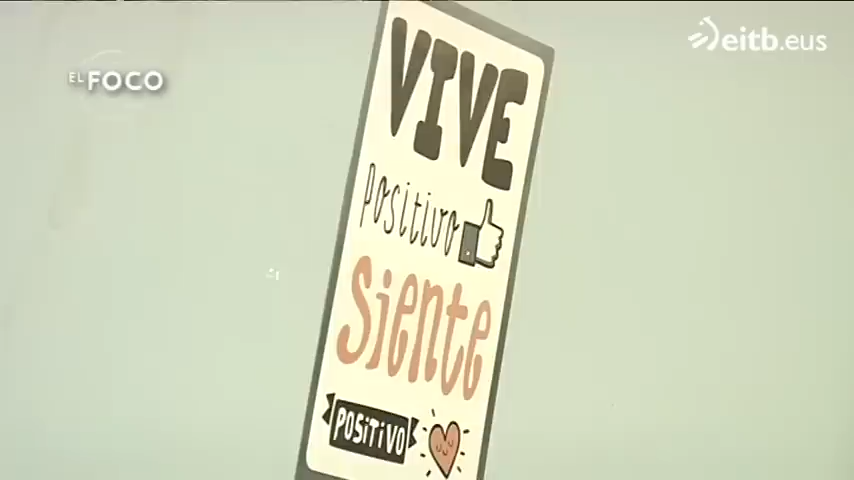 eitb.eus
EL FOCO
VIVE
positivo
Siente
POSiTiVO